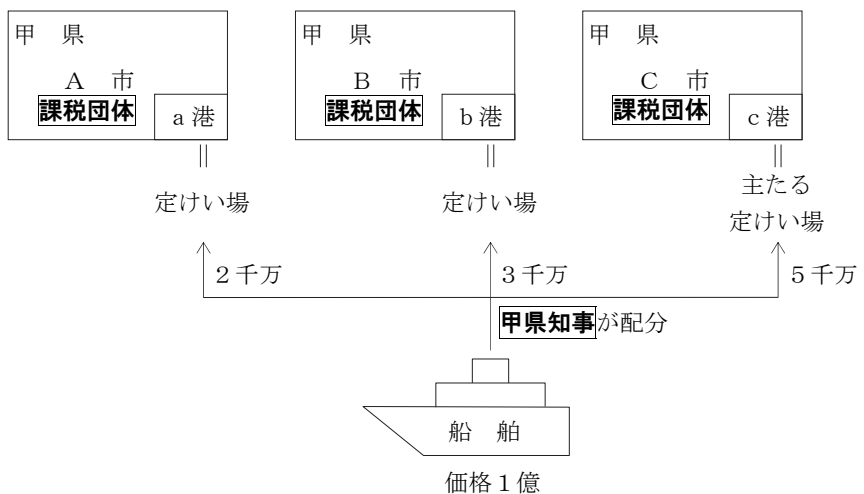 甲 県
A 市
課税団体
a港
定けい場
甲 県
B 市
課税団体
b港
定けい場
甲 県
C 市
課税団体
c港
主たる
定けい場
2千万
3千万
5千万
甲県知事が配分
船 舶
価格1億